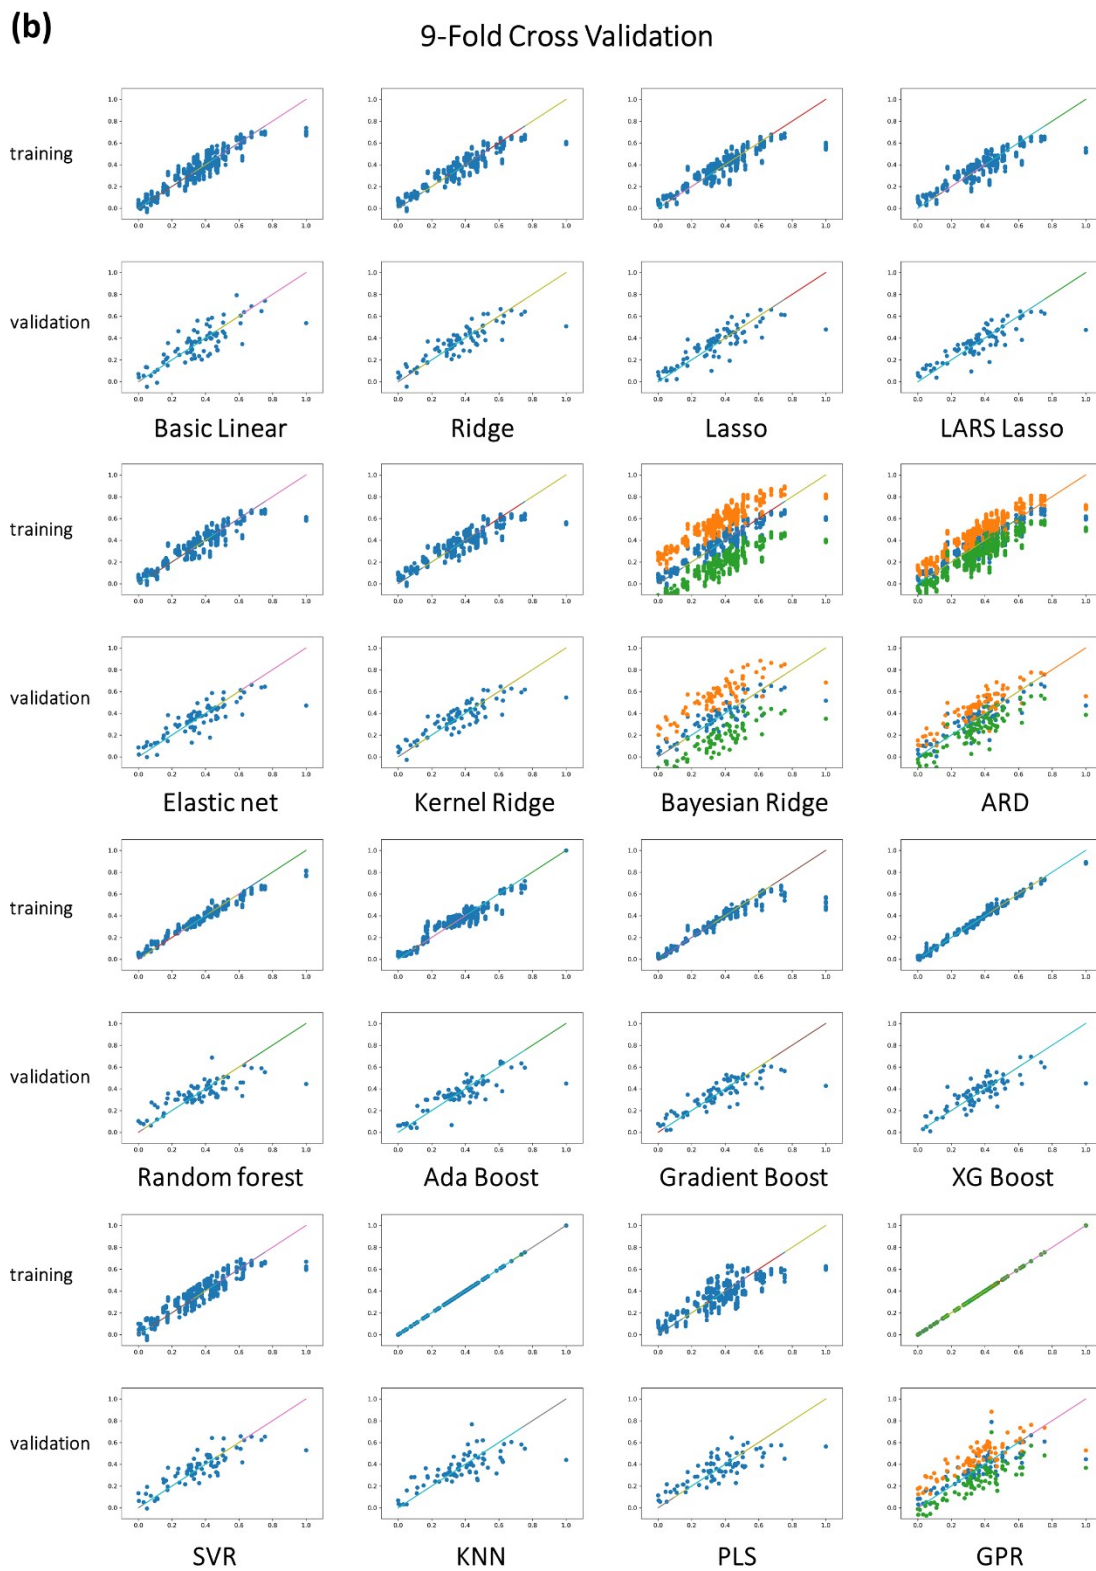 (b)
9-Fold Cross Validation
training
validation
Basic Linear Ridge Lasso LARS Lasso
training
validation
Elastic net Kernel Ridge Bayesian Ridge ARD
training
validation
Random forest Ada Boost Gradient Boost XG Boost
training
validation
SVR KNN PLS GPR